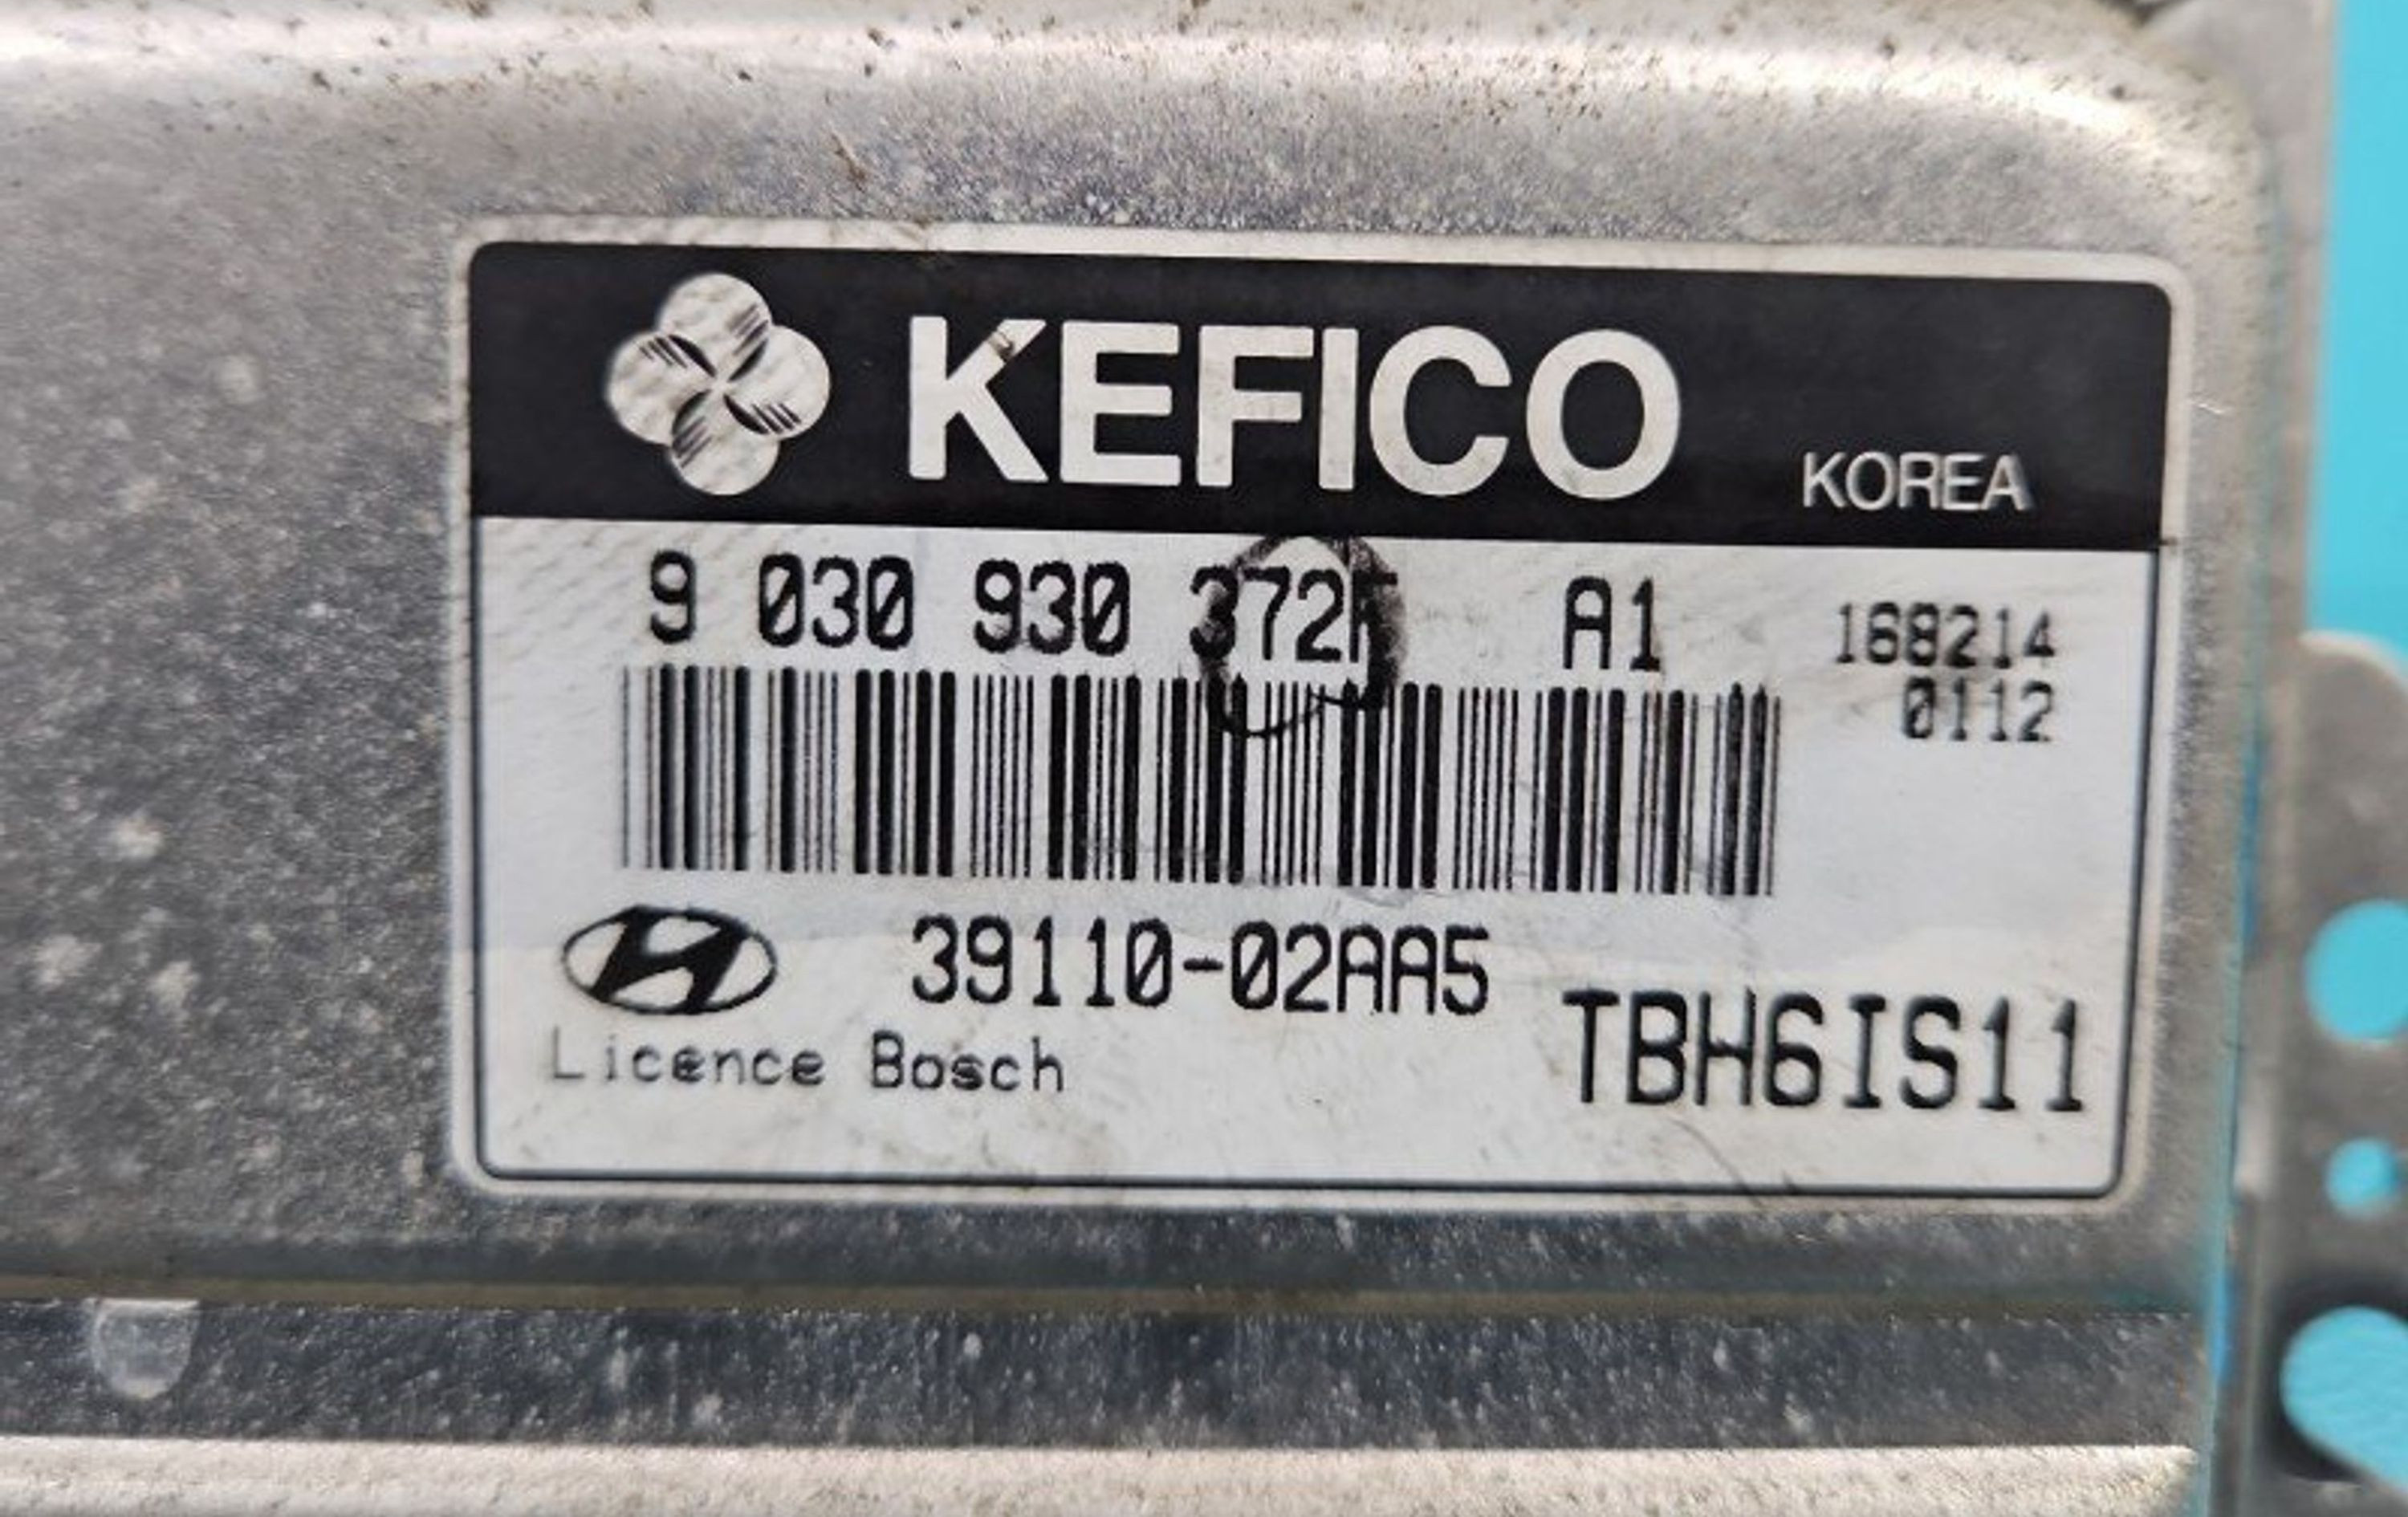 KEFICO KOREA
9 030 930 372F A1
168214
0112
39110-02AA5
TBH6IS11
Licence Bosch